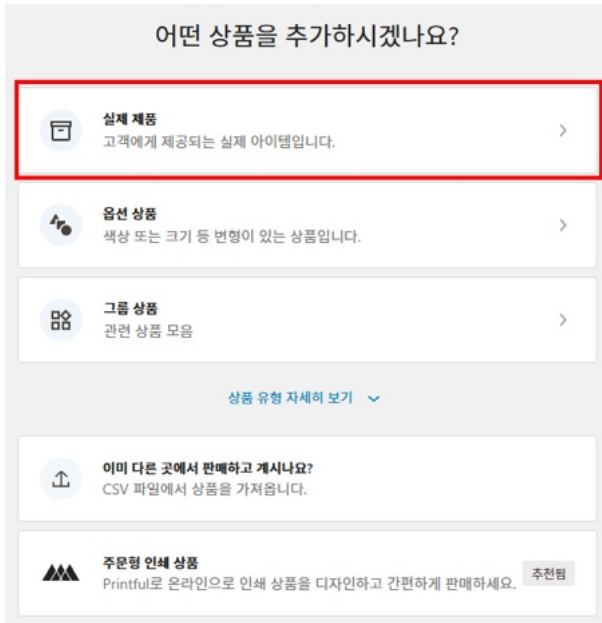 어떤 상품을 추가하시겠나요?
실제 제품
고객에게 제공되는 실제 아이템입니다.
옵션 상품
색상 또는 크기 등 변형이 있는 상품입니다.
그룹 상품
관련 상품 모음
상품 유형 자세히 보기
이미 다른 곳에서 판매하고 계시나요?
CSV 파일에서 상품을 가져옵니다.
주문형 인쇄 상품
Printful로 온라인으로 인쇄 상품을 디자인하고 간편하게 판매하세요.
추천됨